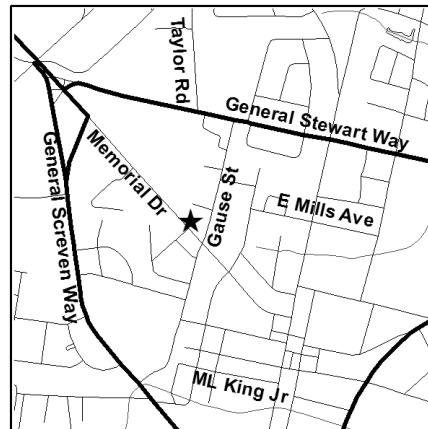 Taylor Rd
General Stewart Way
Memorial Dr
General Screven Way
Gause St
E Mills Ave
ML King Jr